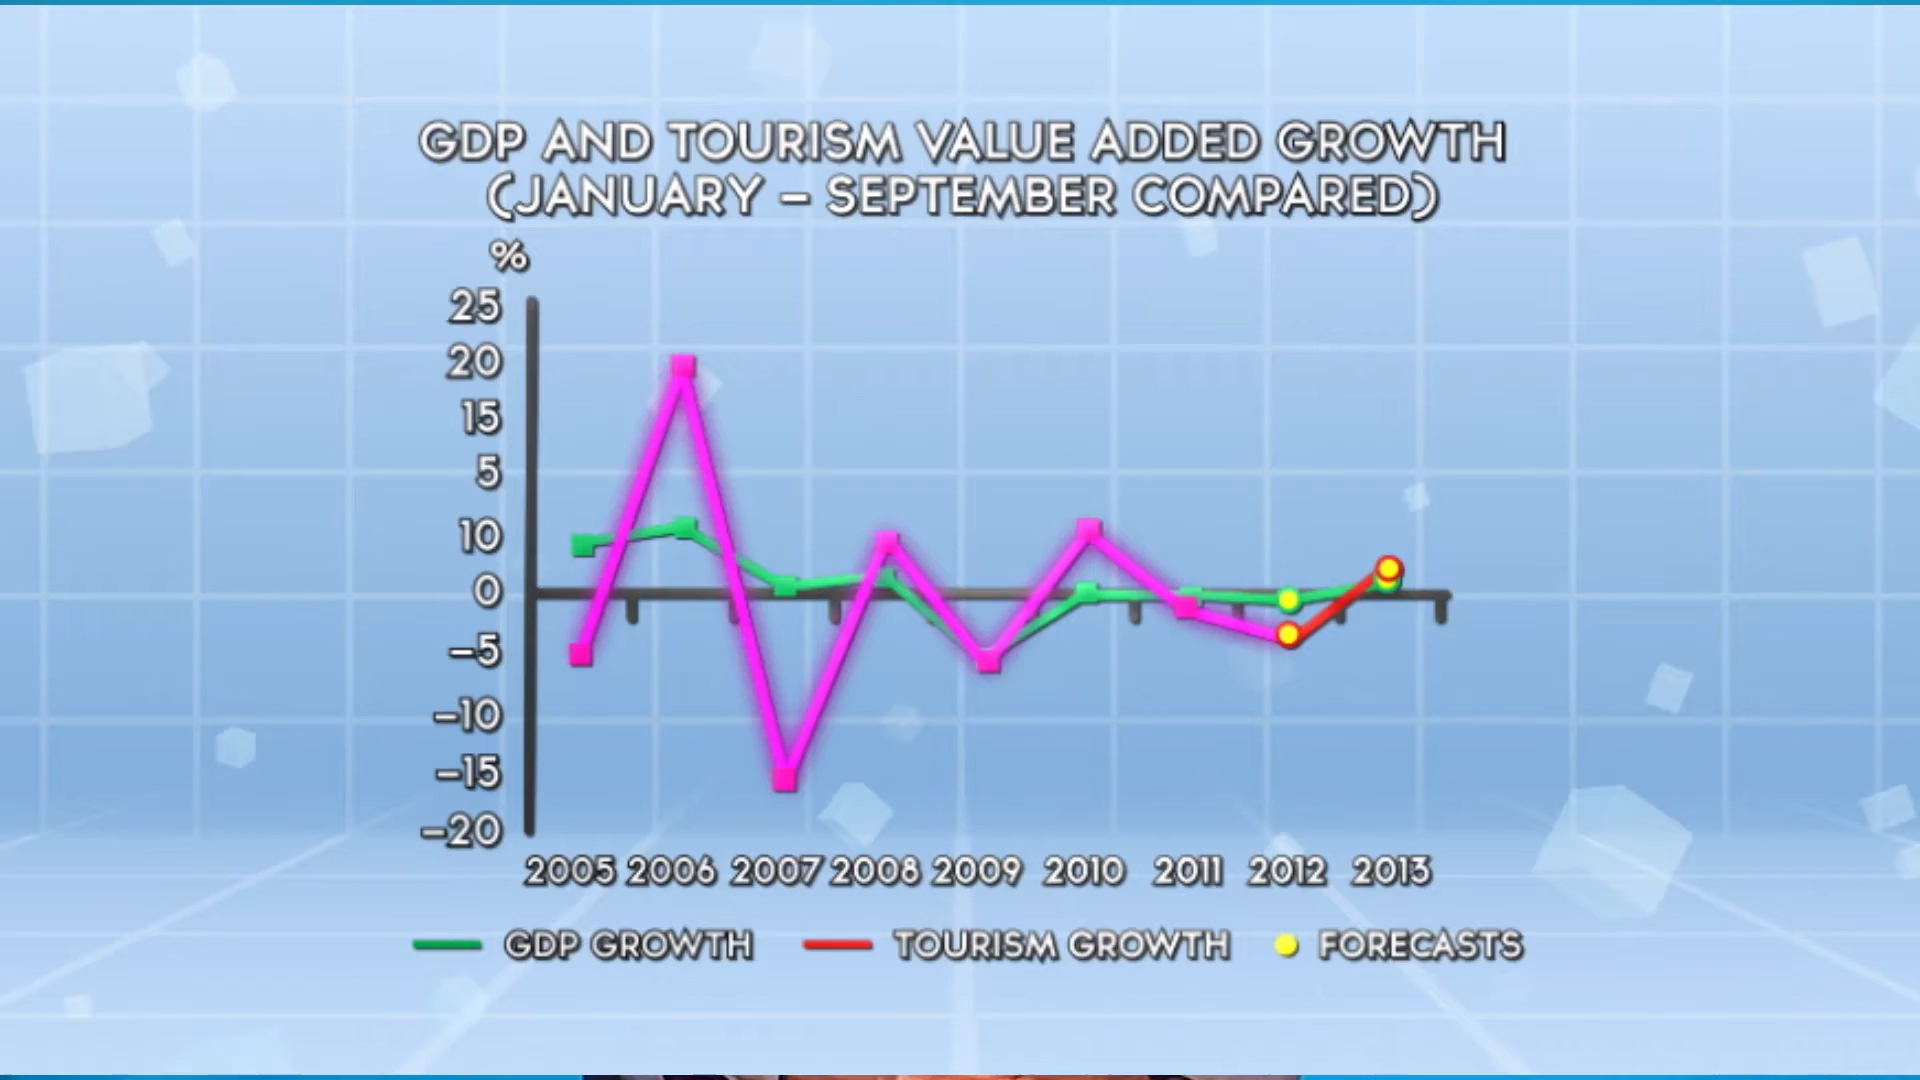 GDP AND TOURISM VALUE ADDED GROWTH
(JANUARY – SEPTEMBER COMPARED)
%
25
20
15
5
10
0
–5
–10
–15
–20
2005 2006 2007 2008 2009 2010 2011 2012 2013
GDP GROWTH TOURISM GROWTH FORECASTS